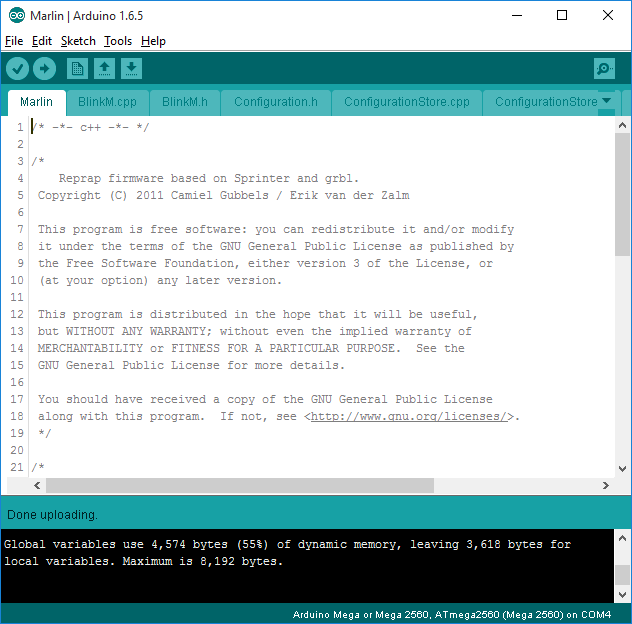 Marlin | Arduino 1.6.5
File Edit Sketch Tools Help
Marlin BlinkM.cpp BlinkM.h Configuration.h ConfigurationStore.cpp ConfigurationStore
1 /* -*- c++ -*- */
2
3 /*
4 Reprap firmware based on Sprinter and grbl.
5 Copyright (C) 2011 Camiel Gubbels / Erik van der Zalm
6
7 This program is free software: you can redistribute it and/or modify
8 it under the terms of the GNU General Public License as published by
9 the Free Software Foundation, either version 3 of the License, or
10 (at your option) any later version.
11
12 This program is distributed in the hope that it will be useful,
13 but WITHOUT ANY WARRANTY; without even the implied warranty of
14 MERCHANTABILITY or FITNESS FOR A PARTICULAR PURPOSE.  See the
15 GNU General Public License for more details.
16
17 You should have received a copy of the GNU General Public License
18 along with this program.  If not, see <http://www.gnu.org/licenses/>.
19 */
20
21 /*
Done uploading.
Global variables use 4,574 bytes (55%) of dynamic memory, leaving 3,618 bytes for
local variables. Maximum is 8,192 bytes.
Arduino Mega or Mega 2560, ATmega2560 (Mega 2560) on COM4